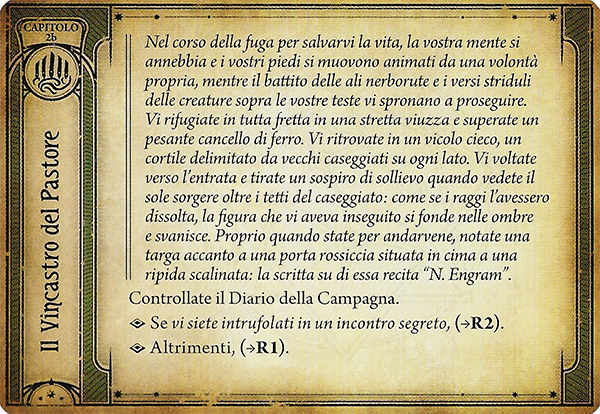 CAPITOLO
2b
Il Vincastro del Pastore
Nel corso della fuga per salvarvi la vita, la vostra mente si
annebbia e i vostri piedi si muovono animati da una volontà
propria, mentre il battito delle ali nerborute e i versi striduli
delle creature sopra le vostre teste vi spronano a proseguire.
Vi rifugiate in tutta fretta in una stretta viuzza e superate un
pesante cancello di ferro. Vi ritrovate in un vicolo cieco, un
cortile delimitato da vecchi caseggiati su ogni lato. Vi voltate
verso l'entrata e tirate un sospiro di sollievo quando vedete il
sole sorgere oltre i tetti del caseggiato: come se i raggi l'avessero
dissolta, la figura che vi aveva inseguito si fonde nelle ombre
e svanisce. Proprio quando state per andarvene, notate una
targa accanto a una porta rossiccia situata in cima a una
ripida scalinata: la scritta su di essa recita “N. Engram”.
Controllate il Diario della Campagna.
Se vi siete intrufolati in un incontro segreto, (→R2).
Altrimenti, (→R1).